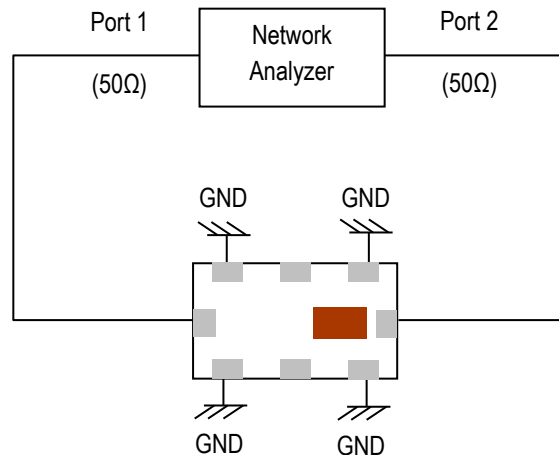 Port 1
Network
Analyzer
Port 2
(50Ω)
(50Ω)
GND
GND
GND
GND